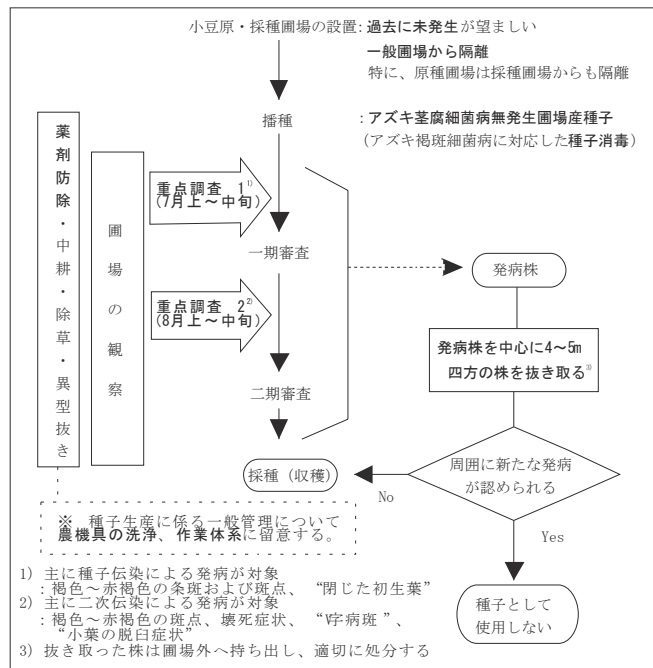 小豆原・採種圃場の設置: 過去に未発生が望ましい
一般圃場から隔離
特に、原種圃場は採種圃場からも隔離
播種
: アズキ茎腐細菌病無発生圃場産種子
(アズキ褐斑細菌病に対応した種子消毒)
薬剤防除・中耕・除草・異型抜き
圃場の観察
重点調査 1¹⁾
(7月上～中旬)
一期審査
発病株
重点調査 2²⁾
(8月上～中旬)
発病株を中心に4～5m
四方の株を抜き取る³⁾
二期審査
採種 (収穫)
周囲に新たな発病
が認められる
No
Yes
※ 種子生産に係る一般管理について
農機具の洗浄、作業体系に留意する。
種子として
使用しない
1) 主に種子伝染による発病が対象
: 褐色～赤褐色の条斑および斑点、“閉じた初生葉”
2) 主に二次伝染による発病が対象
: 褐色～赤褐色の斑点、壊死症状、“V字病斑”、
“小葉の脱臼症状”
3) 抜き取った株は圃場外へ持ち出し、適切に処分する